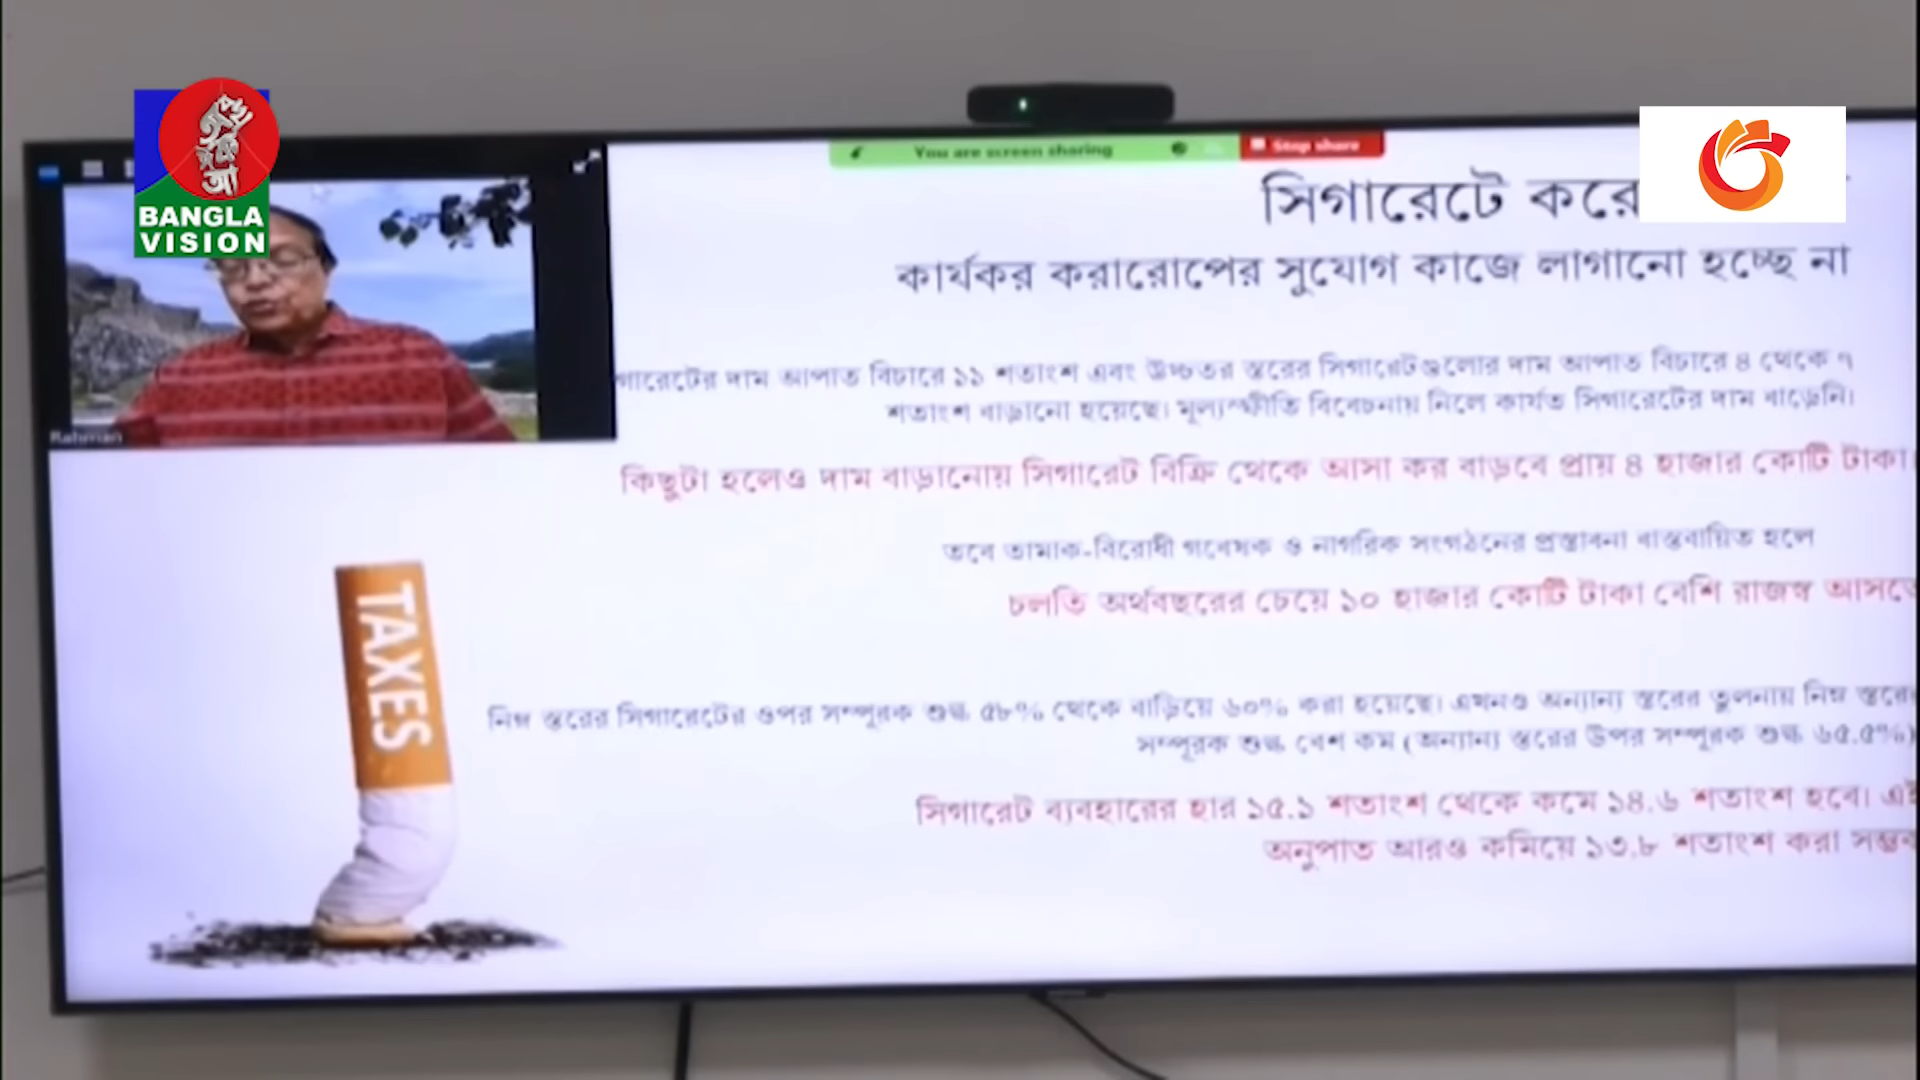 BANGLA
VISION
You are screen sharing
Stop share
সিগারেটে করে
কার্যকর করারোপের সুযোগ কাজে লাগানো হচ্ছে না
গারেটের দাম আপাত বিচারে ১১ শতাংশ এবং উচ্চতর স্তরের সিগারেটগুলোর দাম আপাত বিচারে ৪ থেকে ৭
শতাংশ বাড়ানো হয়েছে। মূল্যস্ফীতি বিবেচনায় নিলে কার্যত সিগারেটের দাম বাড়েনি।
কিছুটা হলেও দাম বাড়ানোয় সিগারেট বিক্রি থেকে আসা কর বাড়বে প্রায় ৪ হাজার কোটি টাকা।
তবে তামাক-বিরোধী গবেষক ও নাগরিক সংগঠনের প্রস্তাবনা বাস্তবায়িত হলে
চলতি অর্থবছরের চেয়ে ১০ হাজার কোটি টাকা বেশি রাজস্ব আসতে
নিম্ন স্তরের সিগারেটের ওপর সম্পূরক শুল্ক ৫৮% থেকে বাড়িয়ে ৬০% করা হয়েছে। এখনও অন্যান্য স্তরের তুলনায় নিম্ন স্তরের
সম্পূরক শুল্ক বেশ কম (অন্যান্য স্তরের উপর সম্পূরক শুল্ক ৬৫.৫%)
সিগারেট ব্যবহারের হার ১৫.১ শতাংশ থেকে কমে ১৪.৬ শতাংশ হবে। এই
অনুপাত আরও কমিয়ে ১৩.৮ শতাংশ করা সম্ভব
Rahman
TAXES